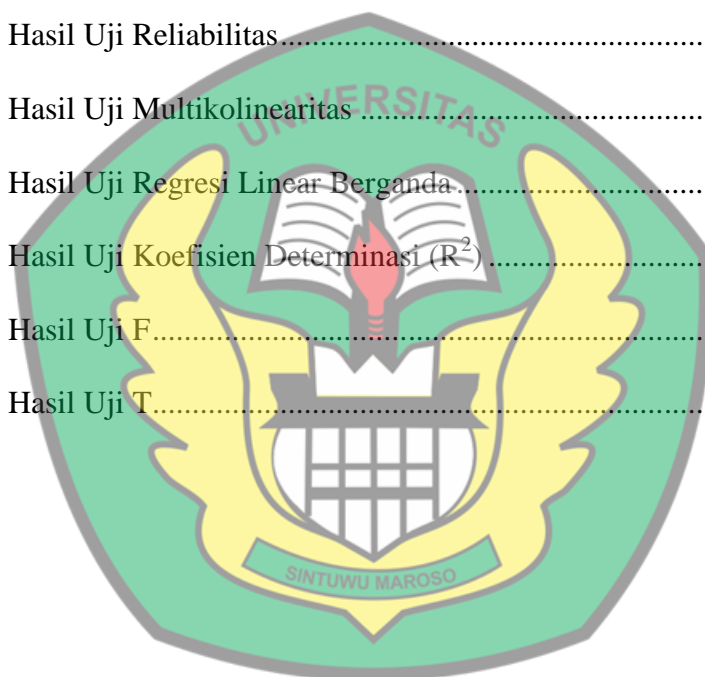 Hasil Uji Reliabilitas................................................
UNIVERSITAS
Hasil Uji Multikolinearitas ......................................
Hasil Uji Regresi Linear Berganda...........................
Hasil Uji Koefisien Determinasi (R²) .......................
Hasil Uji F..............................................................
Hasil Uji T..............................................................
SINTUWU MAROSO